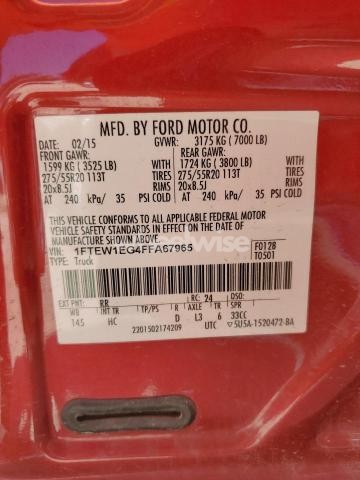 MFD. BY FORD MOTOR CO.
DATE: 02/15 GVWR: 3175 KG ( 7000 LB)
FRONT GAWR: REAR GAWR:
1599 KG ( 3525 LB) 1724 KG ( 3800 LB)
275/55R20 113T TIRES 275/55R20 113T
20x8.5J RIMS 20x8.5J
AT 240 kPa/ 35 PSI COLD AT 240 kPa/ 35 PSI COLD
THIS VEHICLE CONFORMS TO ALL APPLICABLE FEDERAL MOTOR VEHICLE
SAFETY AND THEFT PREVENTION STANDARDS IN EFFECT ON THE DATE OF
MANUFACTURE SHOWN ABOVE.
VIN: 1FTEW1EG4FFA67965 F0128
TYPE: Truck T0501
EXT PNT: RR RC: 24 DSO:
WB INT TR TP/PS R AXLE TR SPR
145 HC D L3 6 33CC
2201502174209 UTC 5U5A-1520472-BA